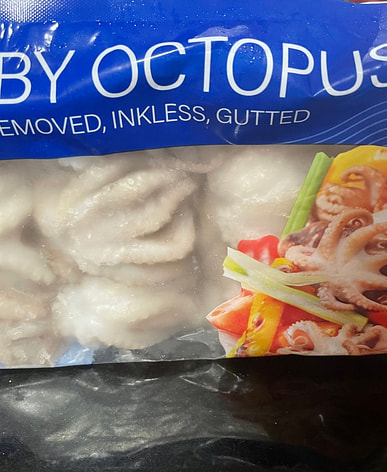 BY OCTOPUS
EMOVED, INKLESS, GUTTED